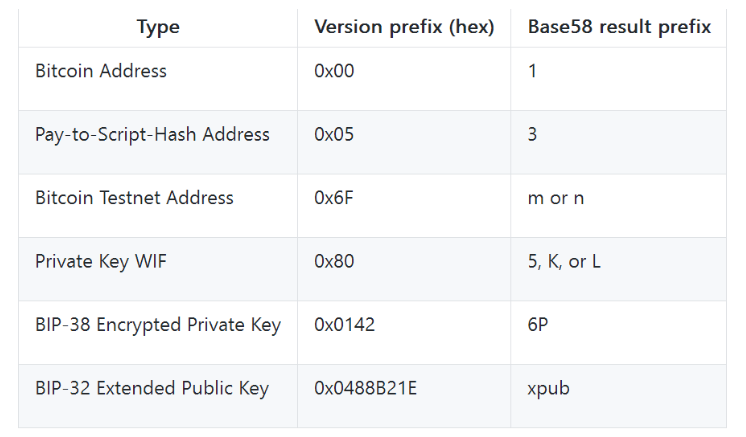 Type Version prefix (hex) Base58 result prefix
Bitcoin Address 0x00 1
Pay-to-Script-Hash Address 0x05 3
Bitcoin Testnet Address 0x6F m or n
Private Key WIF 0x80 5, K, or L
BIP-38 Encrypted Private Key 0x0142 6P
BIP-32 Extended Public Key 0x0488B21E xpub